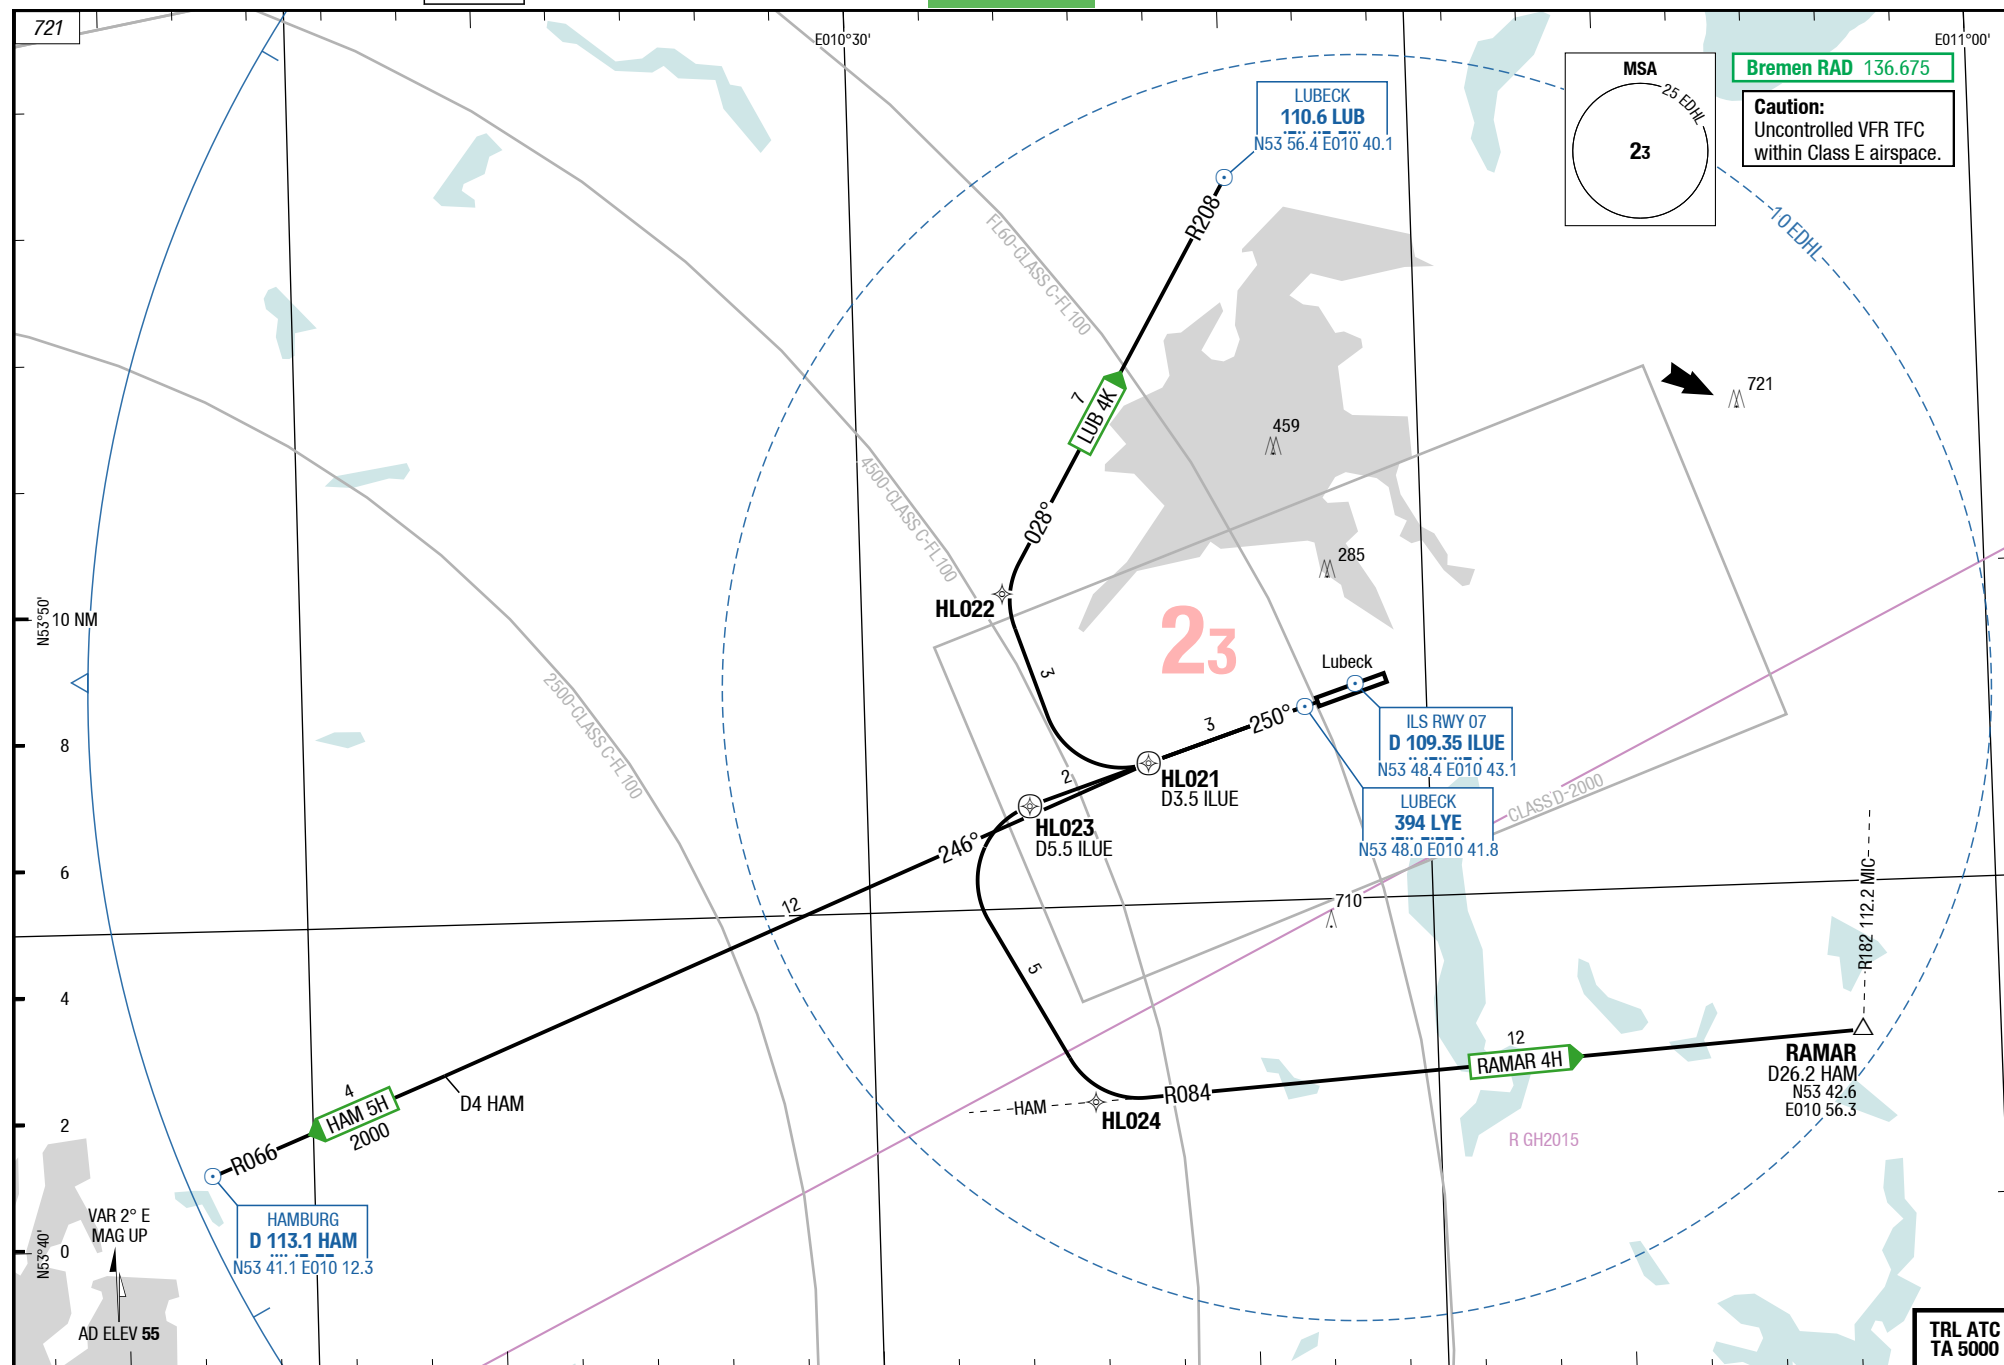 721
E010°30'
E011°00'
MSA
25 EDHL
23
Bremen RAD 136.675
Caution:
Uncontrolled VFR TFC
within Class E airspace.
LUBECK
110.6 LUB
N53 56.4 E010 40.1
10 EDHL
R208
FL60-CLASS C-FL100
7
LUB 4K
721
459
4500-CLASS C-FL100
028°
285
HL022
23
N53°50'
10 NM
3
Lubeck
2500-CLASS C-FL100
3
250°
ILS RWY 07
D 109.35 ILUE
N53 48.4 E010 43.1
8
2
HL021
D3.5 ILUE
CLASS D-2000
LUBECK
394 LYE
N53 48.0 E010 41.8
HL023
D5.5 ILUE
246°
6
12
710
R182 112.2 MIC
5
4
12
RAMAR 4H
RAMAR
D26.2 HAM
N53 42.6
E010 56.3
4
HAM 5H
2000
D4 HAM
HAM
R084
HL024
2
R GH2015
R066
HAMBURG
D 113.1 HAM
N53 41.1 E010 12.3
VAR 2° E
MAG UP
N53°40'
0
AD ELEV 55
TRL ATC
TA 5000